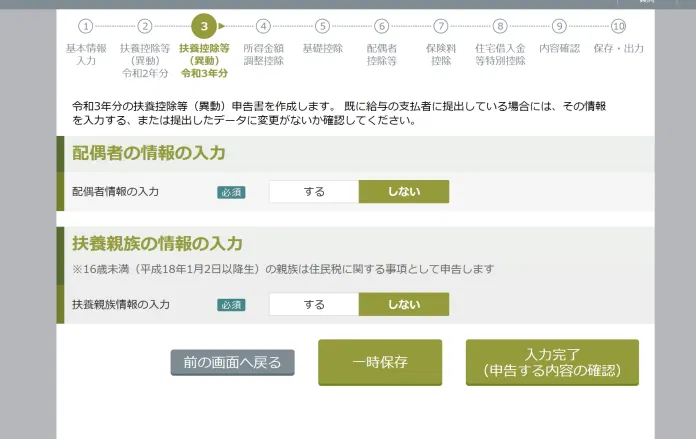 1 2 3 4 5 6 7 8 9 10
基本情報 扶養控除等 扶養控除等 所得金額 基礎控除 配偶者 保険料 住宅借入金 内容確認 保存・出力
入力 （異動） （異動） 調整控除 控除等 控除 等特別控除
令和2年分 令和3年分
令和3年分の扶養控除等（異動）申告書を作成します。 既に給与の支払者に提出している場合には、その情報
を入力する、または提出したデータに変更がないか確認してください。
配偶者の情報の入力
配偶者情報の入力 必須 する しない
扶養親族の情報の入力
※16歳未満（平成18年1月2日以降生）の親族は住民税に関する事項として申告します
扶養親族情報の入力 必須 する しない
前の画面へ戻る 一時保存 入力完了
（申告する内容の確認）